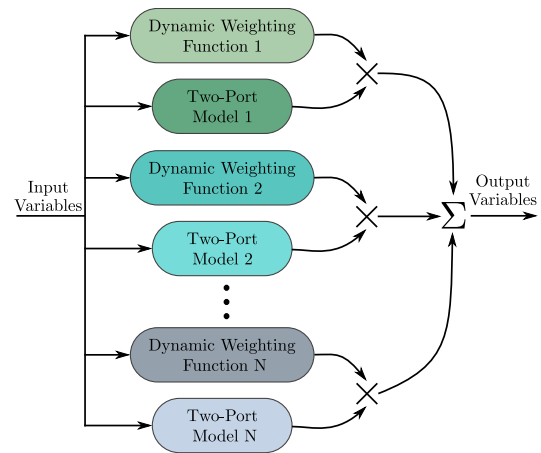 Dynamic Weighting
Function 1
Two-Port
Model 1
Dynamic Weighting
Function 2
Input
Variables
Output
Variables
Σ
Two-Port
Model 2
Dynamic Weighting
Function N
Two-Port
Model N